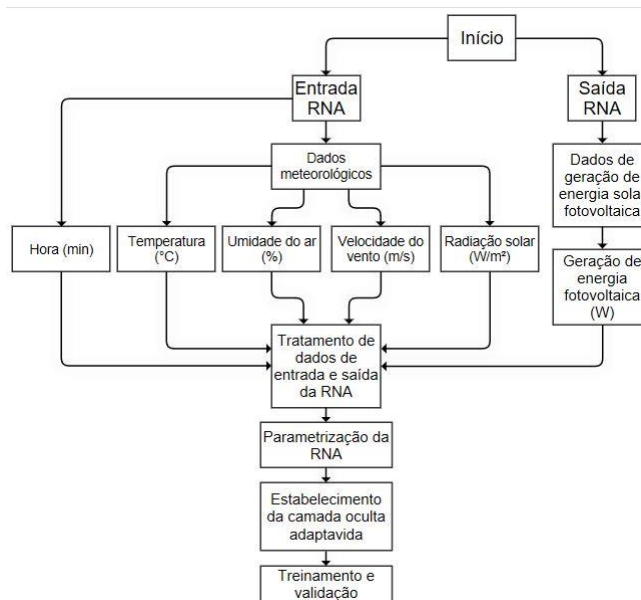 Início
Entrada
RNA
Saída
RNA
Dados
meteorológicos
Dados de
geração de
energia sola
fotovoltaica
Hora (min)
Temperatura
(°C)
Umidade do ar
(%)
Velocidade do
vento (m/s)
Radiação solar
(W/m²)
Geração de
energia
fotovoltaica
(W)
Tratamento de
dados de
entrada e saída
da RNA
Parametrização da
RNA
Estabelecimento
da camada oculta
adaptavida
Treinamento e
validação